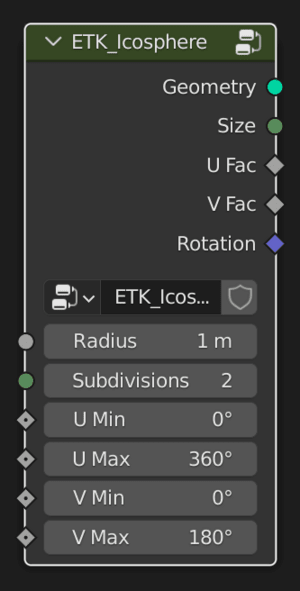 ETK_Icosphere
Geometry
Size
U Fac
V Fac
Rotation
ETK_Icos...
Radius 1 m
Subdivisions 2
U Min 0°
U Max 360°
V Min 0°
V Max 180°